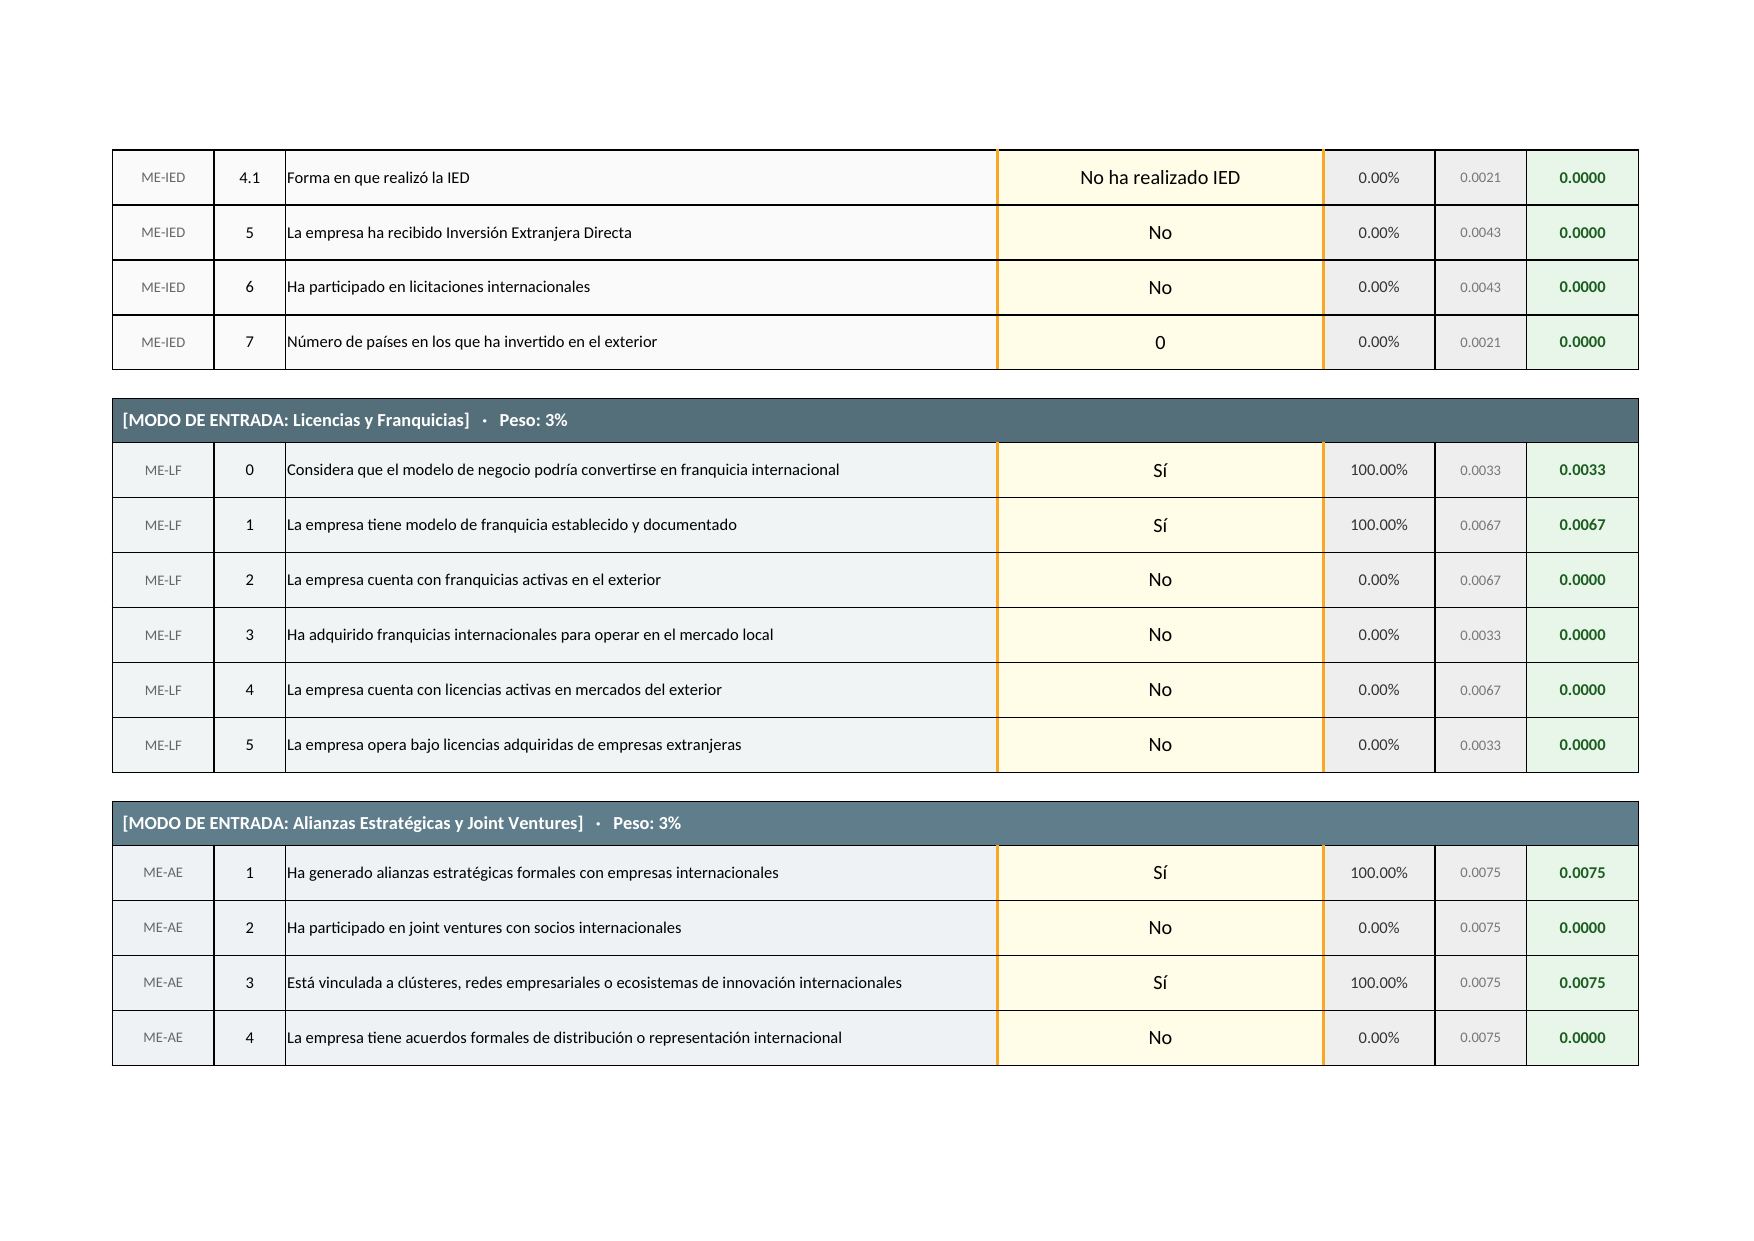 ME-IED 4.1 Forma en que realizó la IED No ha realizado IED 0.00% 0.0021 0.0000
ME-IED 5 La empresa ha recibido Inversión Extranjera Directa No 0.00% 0.0043 0.0000
ME-IED 6 Ha participado en licitaciones internacionales No 0.00% 0.0043 0.0000
ME-IED 7 Número de países en los que ha invertido en el exterior 0 0.00% 0.0021 0.0000
[MODO DE ENTRADA: Licencias y Franquicias] · Peso: 3%
ME-LF 0 Considera que el modelo de negocio podría convertirse en franquicia internacional Sí 100.00% 0.0033 0.0033
ME-LF 1 La empresa tiene modelo de franquicia establecido y documentado Sí 100.00% 0.0067 0.0067
ME-LF 2 La empresa cuenta con franquicias activas en el exterior No 0.00% 0.0067 0.0000
ME-LF 3 Ha adquirido franquicias internacionales para operar en el mercado local No 0.00% 0.0033 0.0000
ME-LF 4 La empresa cuenta con licencias activas en mercados del exterior No 0.00% 0.0067 0.0000
ME-LF 5 La empresa opera bajo licencias adquiridas de empresas extranjeras No 0.00% 0.0033 0.0000
[MODO DE ENTRADA: Alianzas Estratégicas y Joint Ventures] · Peso: 3%
ME-AE 1 Ha generado alianzas estratégicas formales con empresas internacionales Sí 100.00% 0.0075 0.0075
ME-AE 2 Ha participado en joint ventures con socios internacionales No 0.00% 0.0075 0.0000
ME-AE 3 Está vinculada a clústeres, redes empresariales o ecosistemas de innovación internacionales Sí 100.00% 0.0075 0.0075
ME-AE 4 La empresa tiene acuerdos formales de distribución o representación internacional No 0.00% 0.0075 0.0000